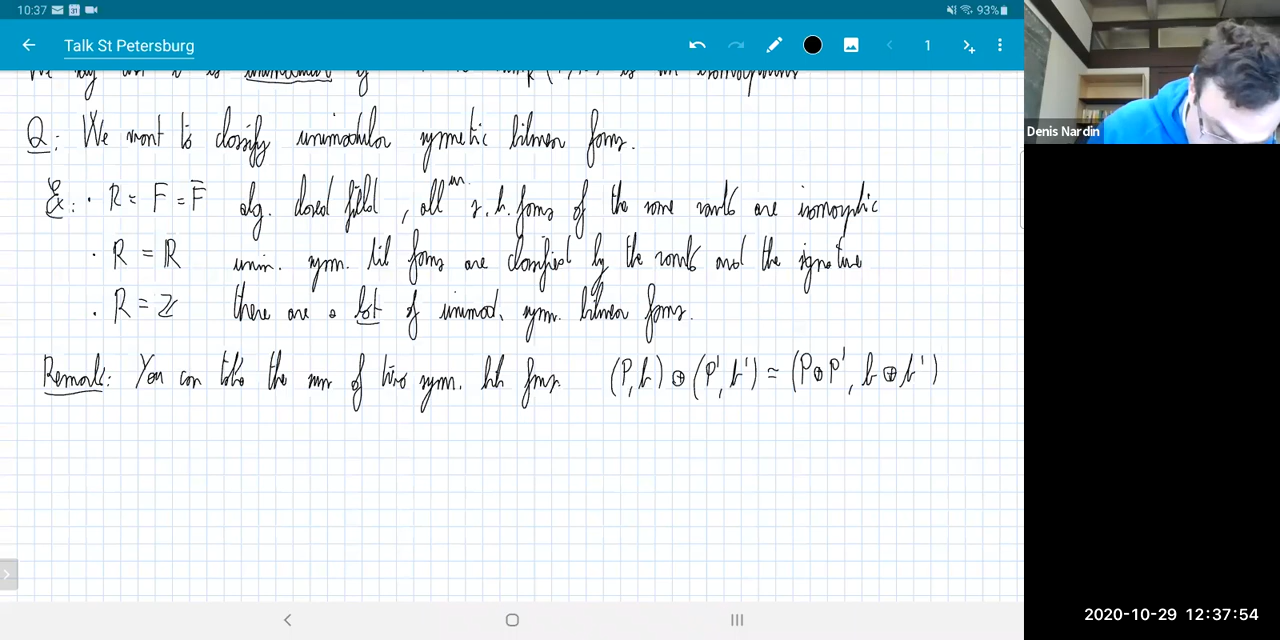 10:37 93%
Talk St Petersburg 1
Q: We want to classify unimodular symmetric bilinear forms.
Ex: · R = F = F̄ alg. closed field, all un. s.b. forms of the same rank are isomorphic
· R = ℝ unim. sym. bil forms are classified by the rank and the signature
· R = ℤ there are a lot of unimod. sym. bilinear forms.
Remark: You can take the sum of two sym. bil. forms (P, b) ⊕ (P', b') ≃ (P⊕P', b⊕b')
Denis Nardin
2020-10-29 12:37:54